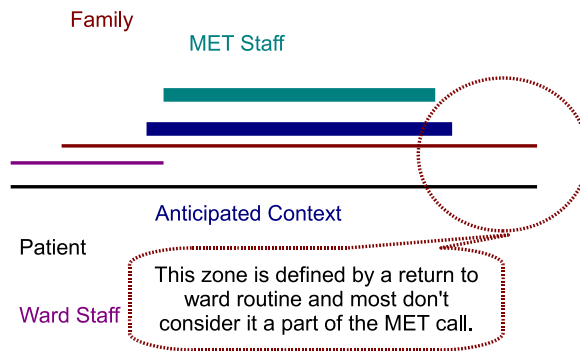 Family
MET Staff
Anticipated Context
Patient
This zone is defined by a return to
ward routine and most don't
consider it a part of the MET call.
Ward Staff